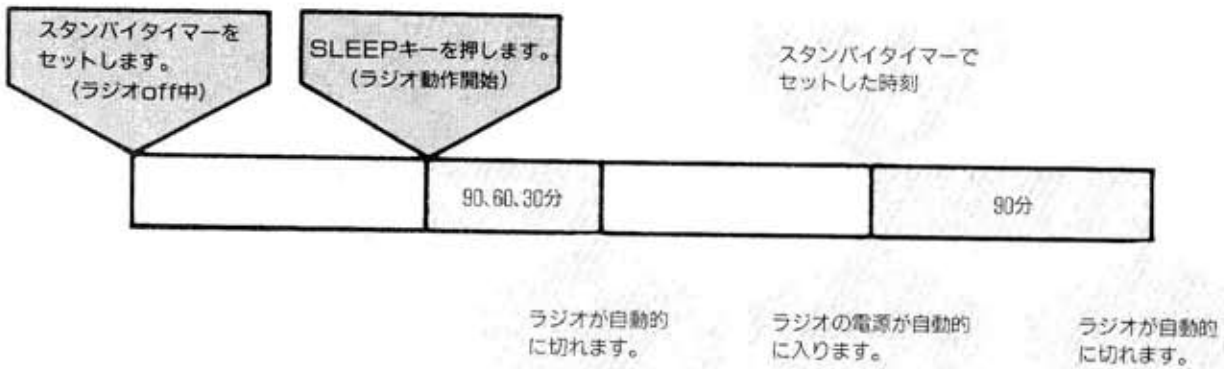 スタンバイタイマーを
セットします。
(ラジオoff中)
SLEEPキーを押します。
(ラジオ動作開始)
スタンバイタイマーで
セットした時刻
90、60、30分
90分
ラジオが自動的
に切れます。
ラジオの電源が自動的
に入ります。
ラジオが自動的
に切れます。